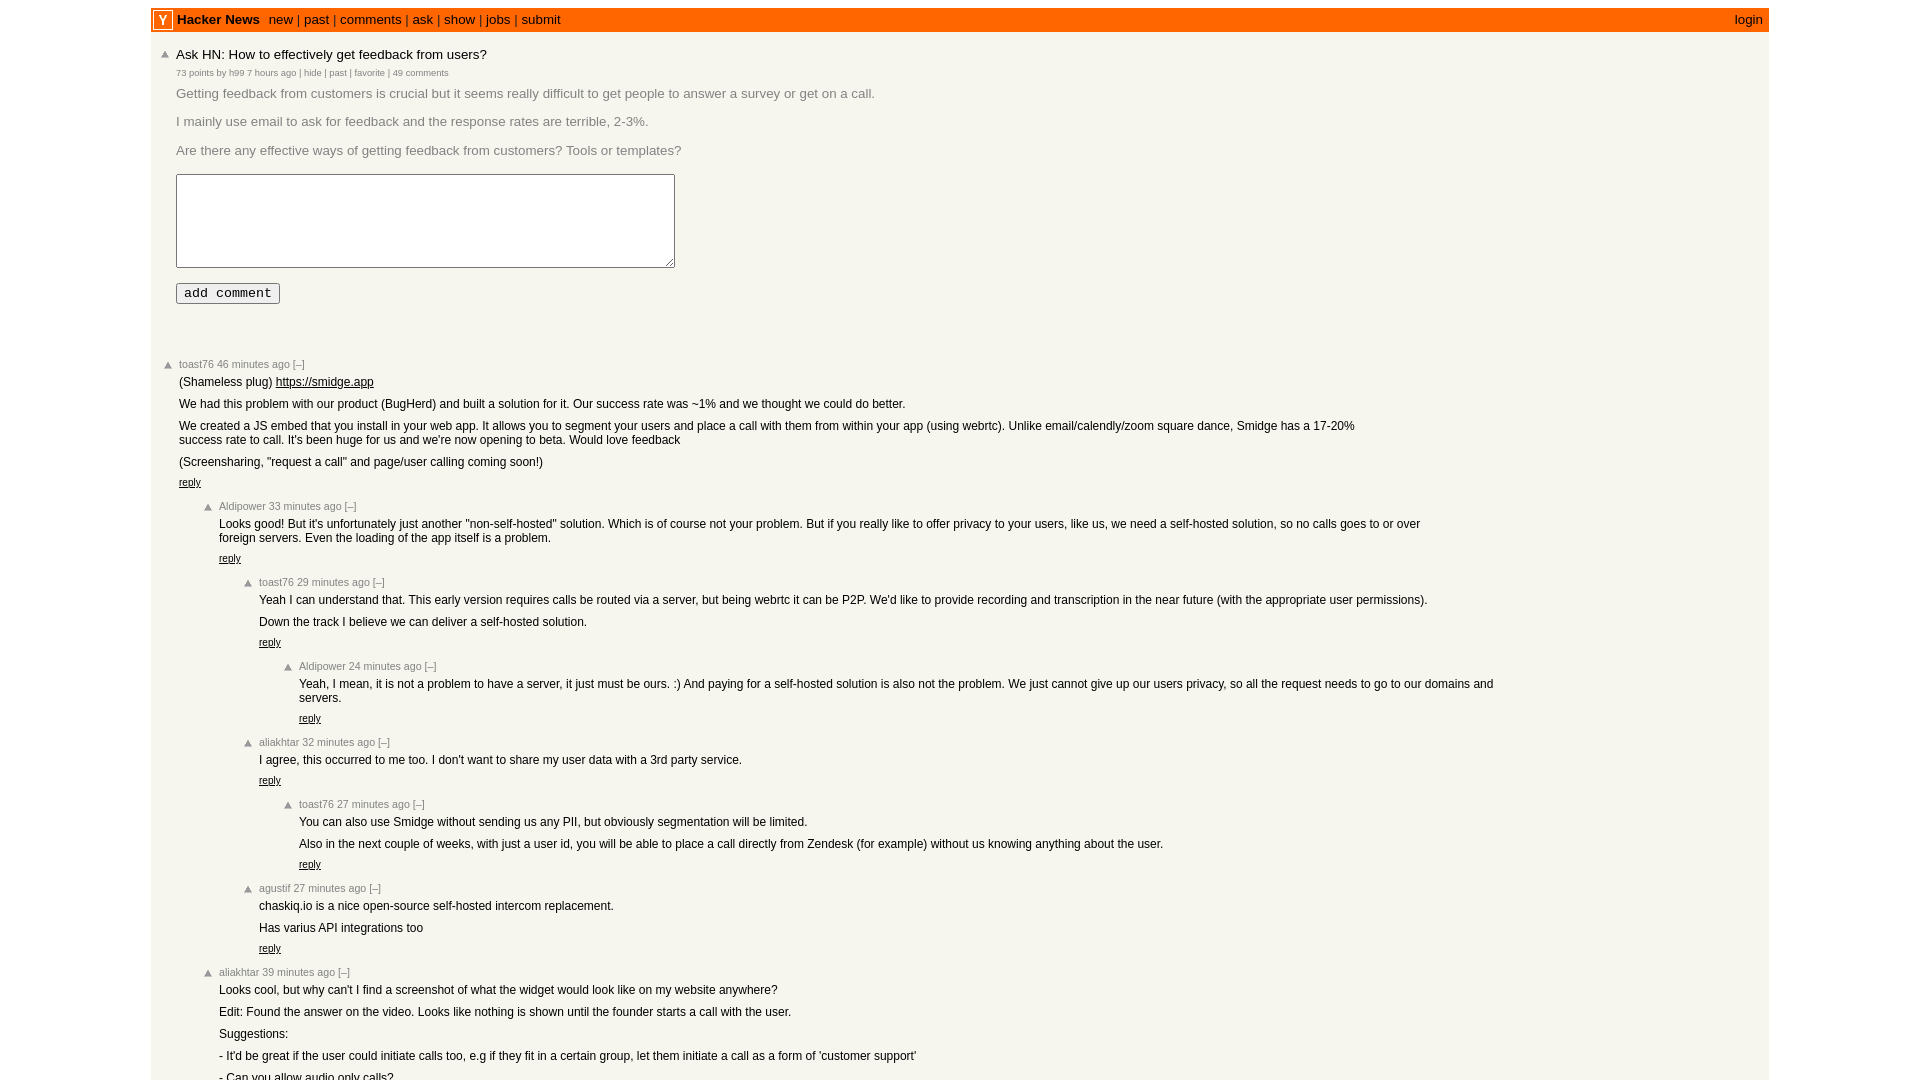 Y Hacker News new | past | comments | ask | show | jobs | submit login
Ask HN: How to effectively get feedback from users?
73 points by h99 7 hours ago | hide | past | favorite | 49 comments
Getting feedback from customers is crucial but it seems really difficult to get people to answer a survey or get on a call.
I mainly use email to ask for feedback and the response rates are terrible, 2-3%.
Are there any effective ways of getting feedback from customers? Tools or templates?
add comment
toast76 46 minutes ago [–]
(Shameless plug) https://smidge.app
We had this problem with our product (BugHerd) and built a solution for it. Our success rate was ~1% and we thought we could do better.
We created a JS embed that you install in your web app. It allows you to segment your users and place a call with them from within your app (using webrtc). Unlike email/calendly/zoom square dance, Smidge has a 17-20%
success rate to call. It's been huge for us and we're now opening to beta. Would love feedback
(Screensharing, "request a call" and page/user calling coming soon!)
reply
Aldipower 33 minutes ago [–]
Looks good! But it's unfortunately just another "non-self-hosted" solution. Which is of course not your problem. But if you really like to offer privacy to your users, like us, we need a self-hosted solution, so no calls goes to or over
foreign servers. Even the loading of the app itself is a problem.
reply
toast76 29 minutes ago [–]
Yeah I can understand that. This early version requires calls be routed via a server, but being webrtc it can be P2P. We'd like to provide recording and transcription in the near future (with the appropriate user permissions).
Down the track I believe we can deliver a self-hosted solution.
reply
Aldipower 24 minutes ago [–]
Yeah, I mean, it is not a problem to have a server, it just must be ours. :) And paying for a self-hosted solution is also not the problem. We just cannot give up our users privacy, so all the request needs to go to our domains and
servers.
reply
aliakhtar 32 minutes ago [–]
I agree, this occurred to me too. I don't want to share my user data with a 3rd party service.
reply
toast76 27 minutes ago [–]
You can also use Smidge without sending us any PII, but obviously segmentation will be limited.
Also in the next couple of weeks, with just a user id, you will be able to place a call directly from Zendesk (for example) without us knowing anything about the user.
reply
agustif 27 minutes ago [–]
chaskiq.io is a nice open-source self-hosted intercom replacement.
Has varius API integrations too
reply
aliakhtar 39 minutes ago [–]
Looks cool, but why can't I find a screenshot of what the widget would look like on my website anywhere?
Edit: Found the answer on the video. Looks like nothing is shown until the founder starts a call with the user.
Suggestions:
- It'd be great if the user could initiate calls too, e.g if they fit in a certain group, let them initiate a call as a form of 'customer support'
- Can you allow audio only calls?